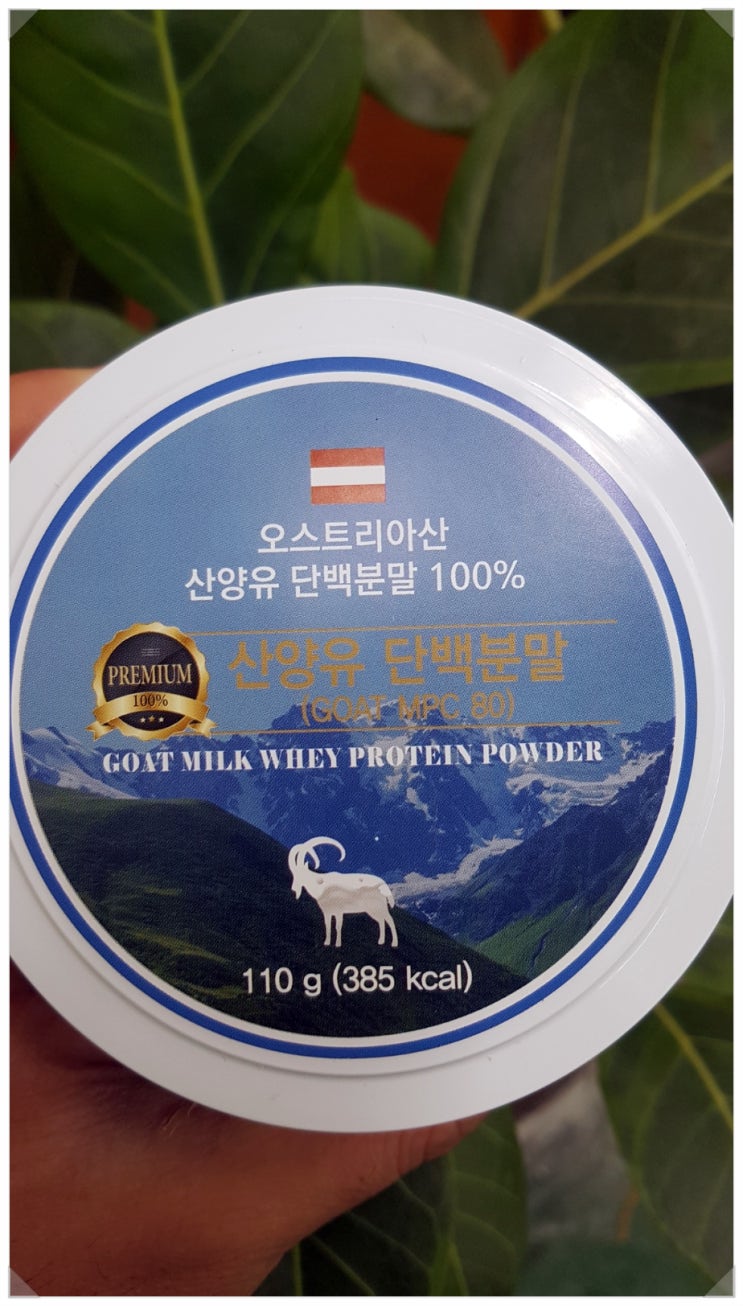 오스트리아산
산양유 단백분말 100%
PREMIUM
100%
산양유 단백분말
(GOAT MPC 80)
GOAT MILK WHEY PROTEIN POWDER
110 g (385 kcal)